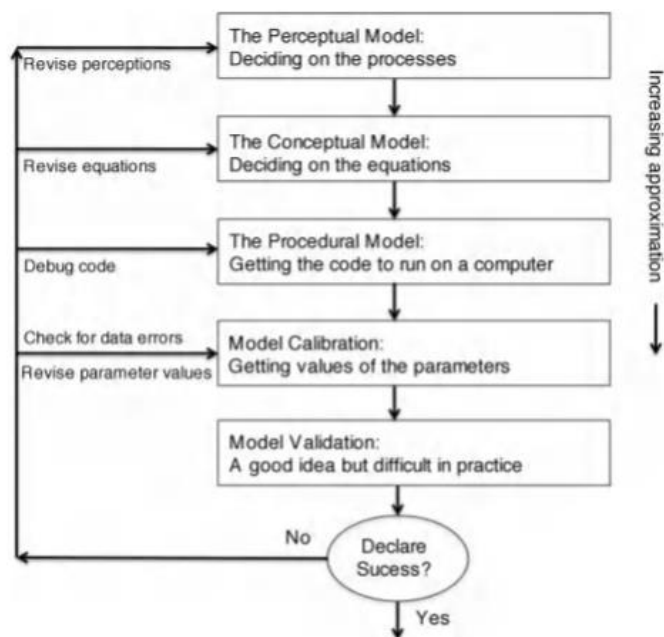 The Perceptual Model:
Deciding on the processes
Revise perceptions
The Conceptual Model:
Deciding on the equations
Revise equations
The Procedural Model:
Getting the code to run on a computer
Debug code
Check for data errors
Revise parameter values
Model Calibration:
Getting values of the parameters
Model Validation:
A good idea but difficult in practice
No
Declare
Sucess?
Yes
Increasing approximation